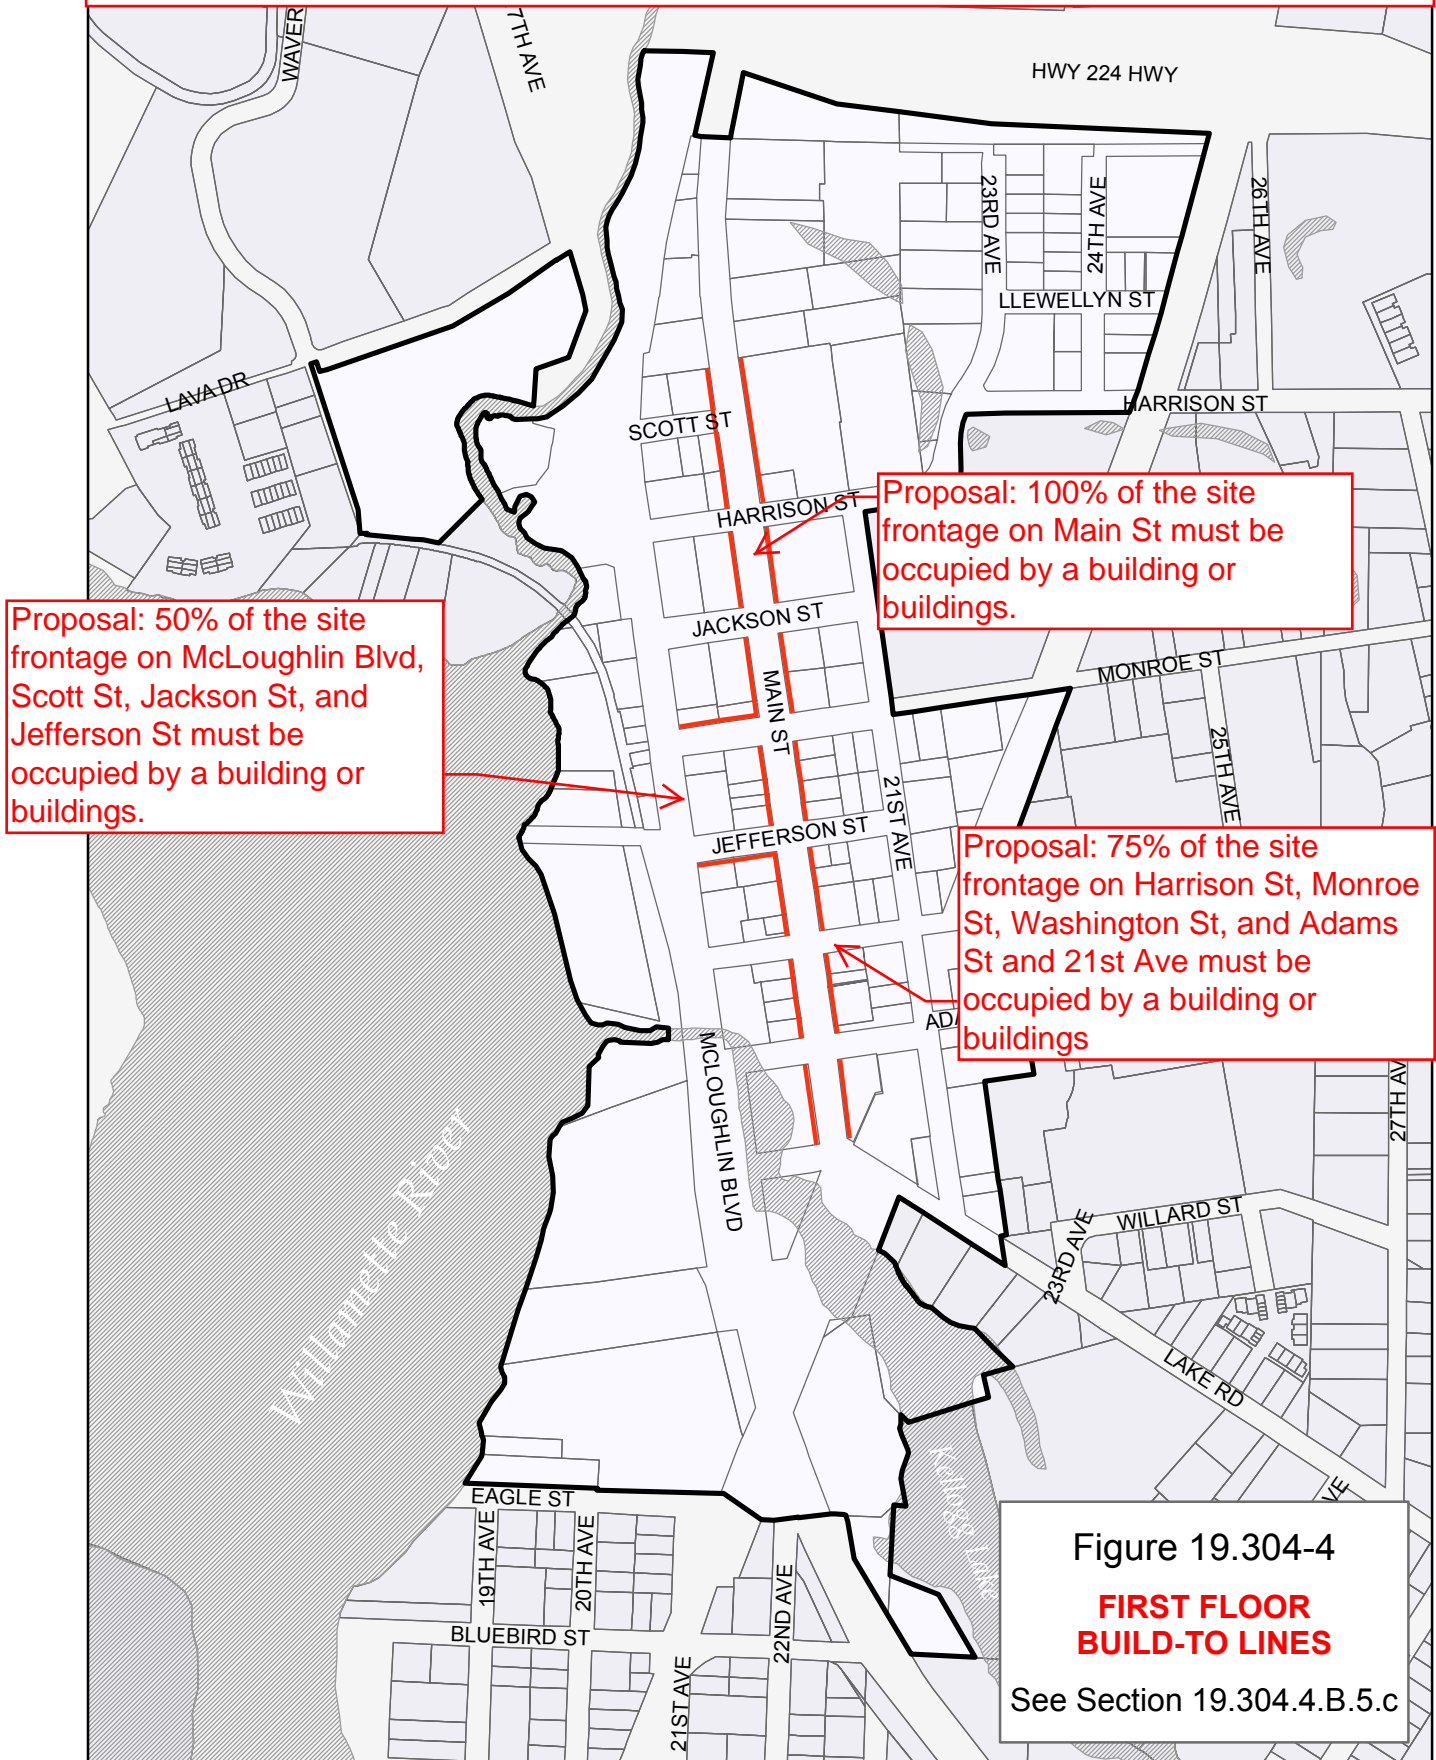 WAVER
7TH AVE
HWY 224 HWY
23RD AVE
24TH AVE
26TH AVE
LLEWELLYN ST
LAVA DR
SCOTT ST
HARRISON ST
HARRISON ST
Proposal: 100% of the site
frontage on Main St must be
occupied by a building or
buildings.
Proposal: 50% of the site
frontage on McLoughlin Blvd,
Scott St, Jackson St, and
Jefferson St must be
occupied by a building or
buildings.
JACKSON ST
MONROE ST
MAIN ST
25TH AVE
21ST AVE
JEFFERSON ST
Proposal: 75% of the site
frontage on Harrison St, Monroe
St, Washington St, and Adams
St and 21st Ave must be
occupied by a building or
buildings
ADA
MCLOUGHLIN BLVD
27TH AV
Willamette River
WILLARD ST
23RD AVE
LAKE RD
Kellogg Lake
VE
EAGLE ST
19TH AVE
20TH AVE
22ND AVE
BLUEBIRD ST
21ST AVE
Figure 19.304-4
FIRST FLOOR
BUILD-TO LINES
See Section 19.304.4.B.5.c